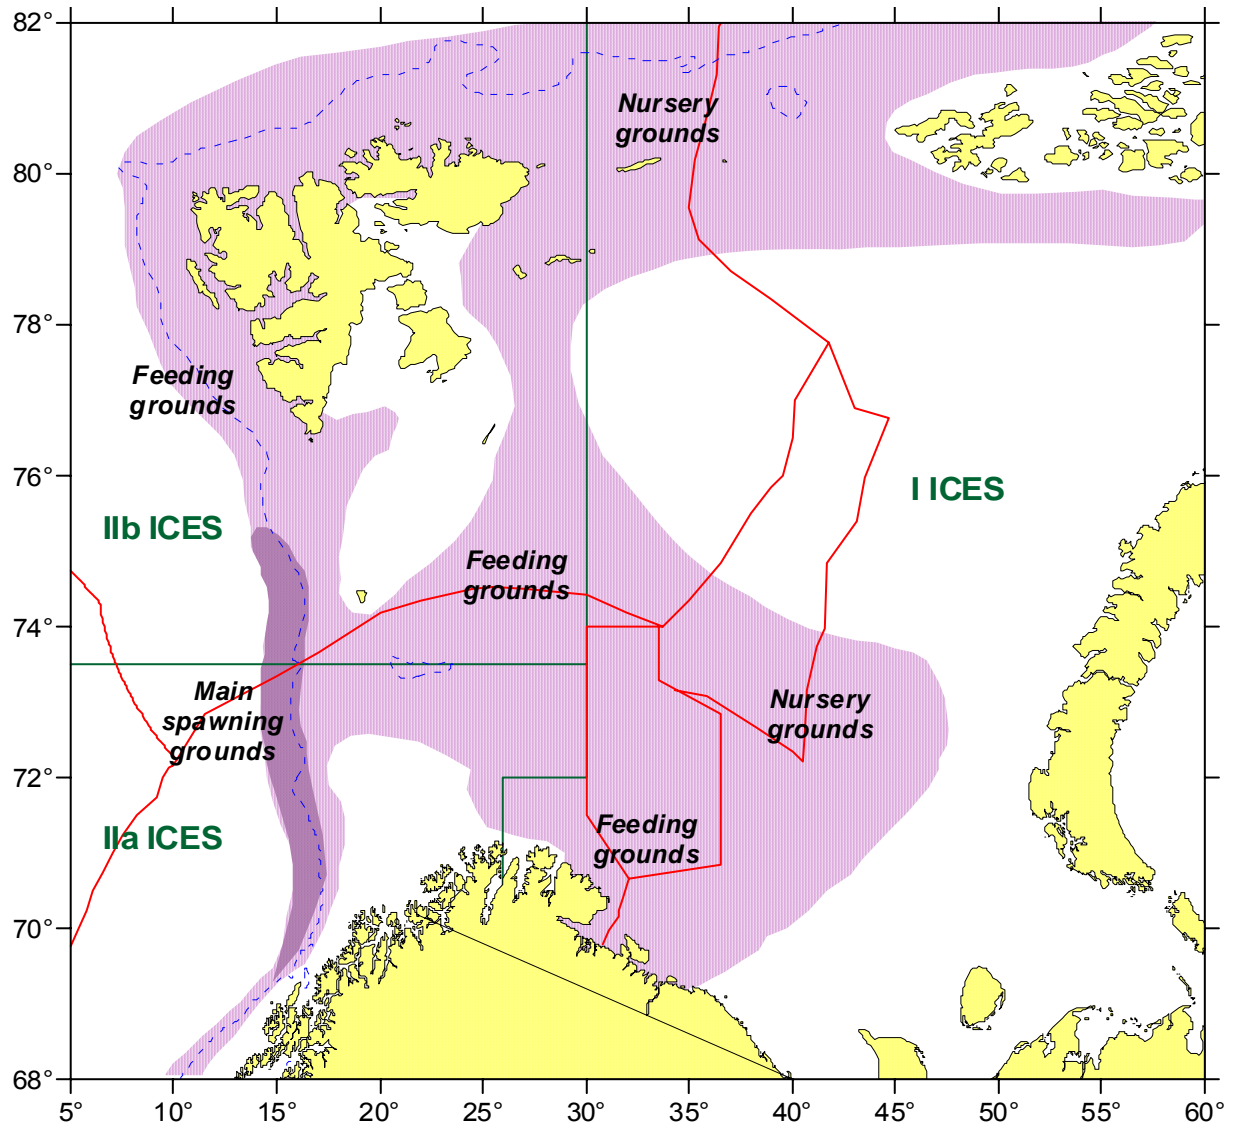 82°
Nursery
grounds
80°
78°
Feeding
grounds
76°
I ICES
IIb ICES
Feeding
grounds
74°
Main
spawning
grounds
Nursery
grounds
72°
IIa ICES
Feeding
grounds
70°
68°
5° 10° 15° 20° 25° 30° 35° 40° 45° 50° 55° 60°